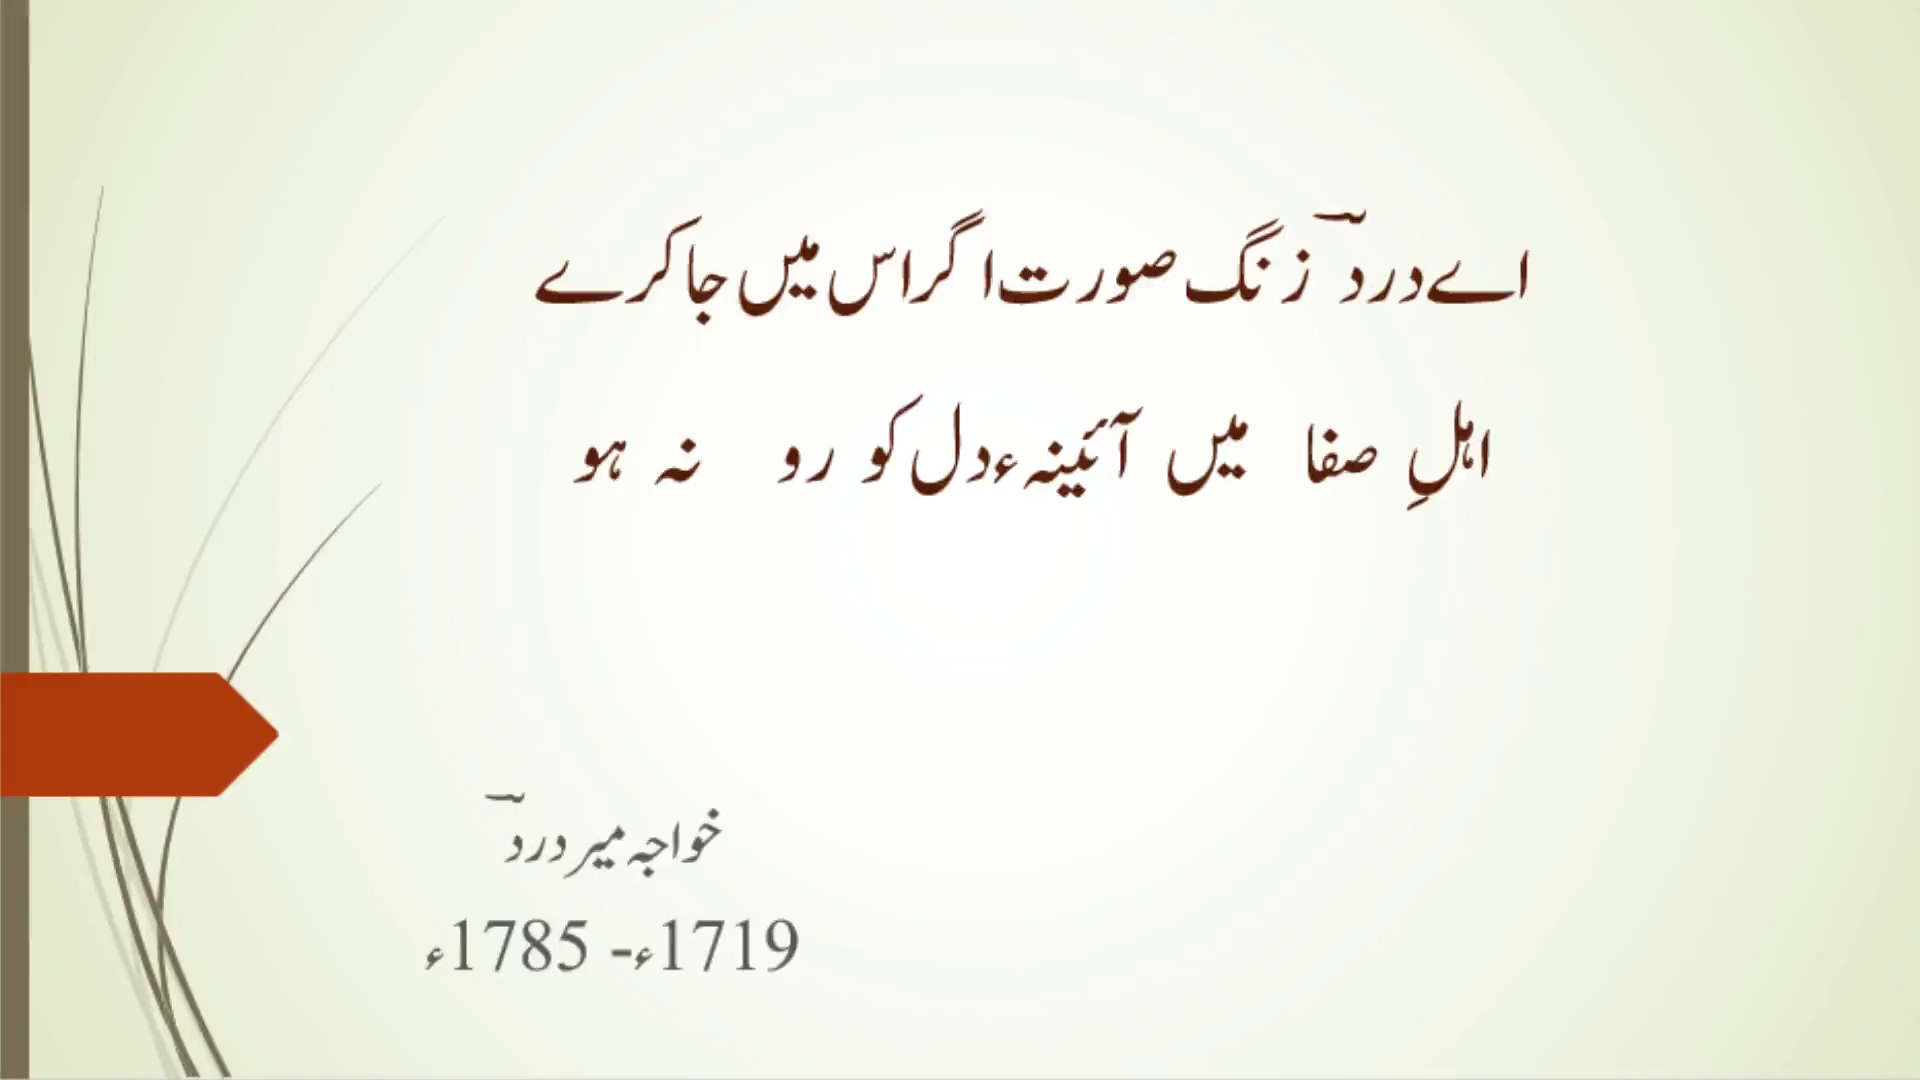 اے دردؔ زنگ صورت اگر اس میں جا کرے
اہلِ صفا میں آئینہء دل کو رو نہ ہو
خواجہ میر دردؔ
1719ء- 1785ء